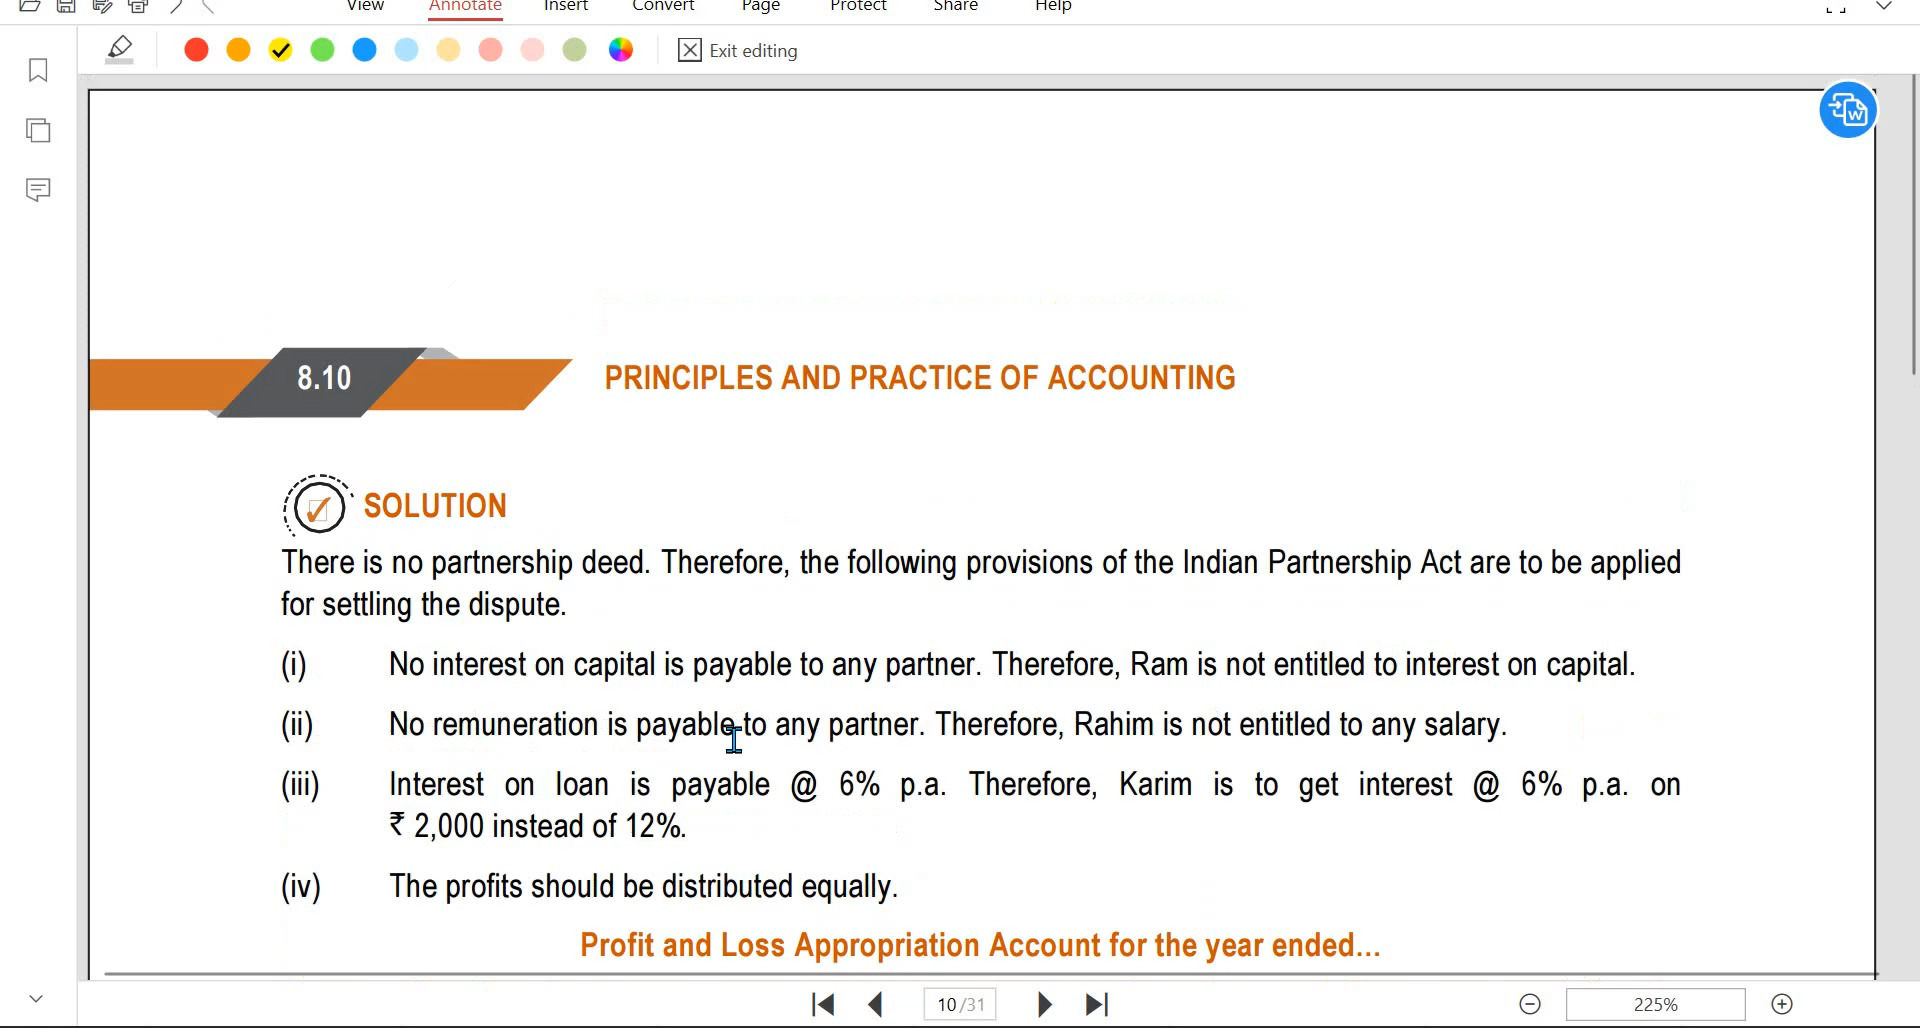 View Annotate Insert Convert Page Protect Share Help
Exit editing
8.10
PRINCIPLES AND PRACTICE OF ACCOUNTING
SOLUTION
There is no partnership deed. Therefore, the following provisions of the Indian Partnership Act are to be applied
for settling the dispute.
(i) No interest on capital is payable to any partner. Therefore, Ram is not entitled to interest on capital.
(ii) No remuneration is payable to any partner. Therefore, Rahim is not entitled to any salary.
(iii) Interest on loan is payable @ 6% p.a. Therefore, Karim is to get interest @ 6% p.a. on
₹ 2,000 instead of 12%.
(iv) The profits should be distributed equally.
Profit and Loss Appropriation Account for the year ended...
10 /31
225%